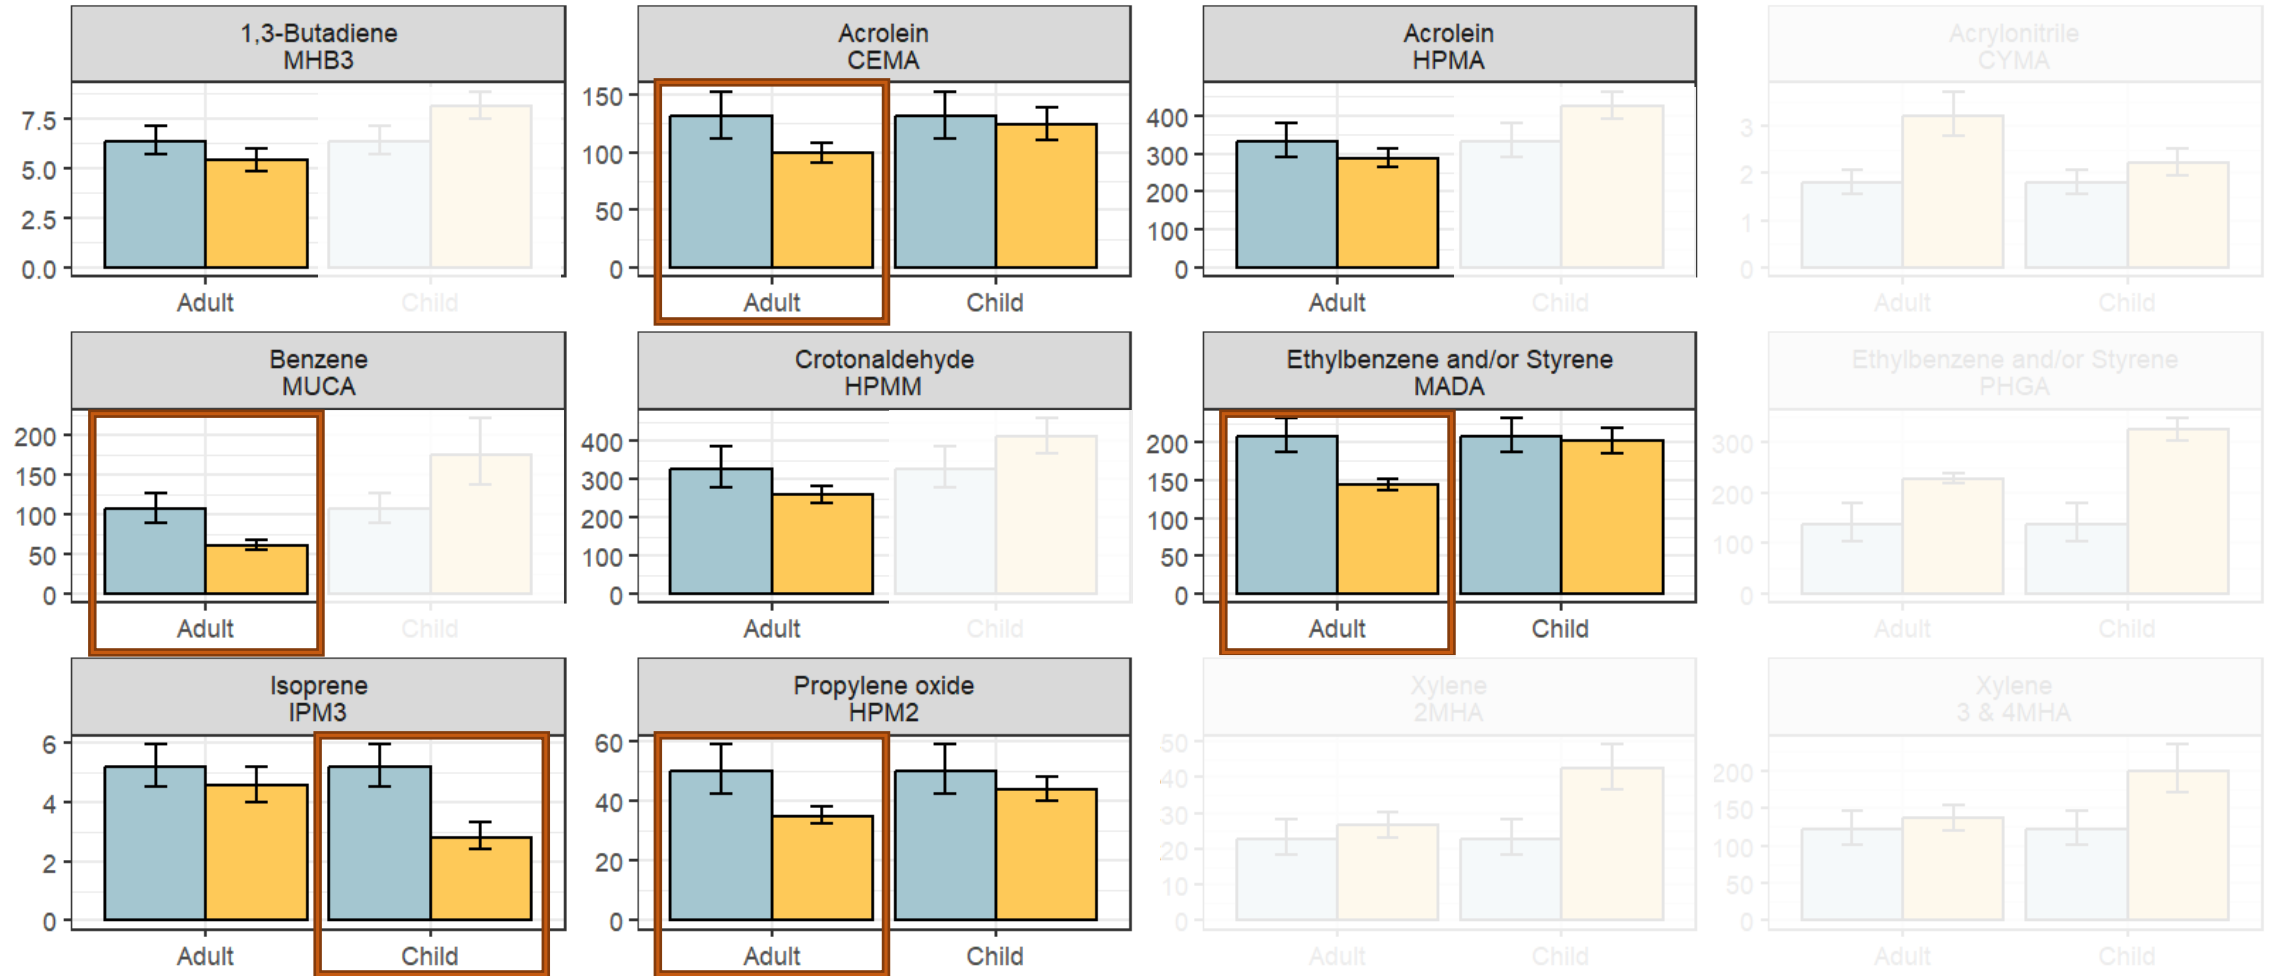 1,3-Butadiene
MHB3
7.5
5.0
2.5
0.0
Adult
Child
Acrolein
CEMA
150
100
50
0
Adult
Child
Acrolein
HPMA
400
300
200
100
0
Adult
Child
Acrylonitrile
CYMA
3
2
1
0
Adult
Child
Benzene
MUCA
200
150
100
50
0
Adult
Child
Crotonaldehyde
HPMM
400
300
200
100
0
Adult
Child
Ethylbenzene and/or Styrene
MADA
200
150
100
50
0
Adult
Child
Ethylbenzene and/or Styrene
PHGA
300
200
100
0
Adult
Child
Isoprene
IPM3
6
4
2
0
Adult
Child
Propylene oxide
HPM2
60
40
20
0
Adult
Child
Xylene
2MHA
50
40
30
20
10
0
Adult
Child
Xylene
3 & 4MHA
200
150
100
50
0
Adult
Child